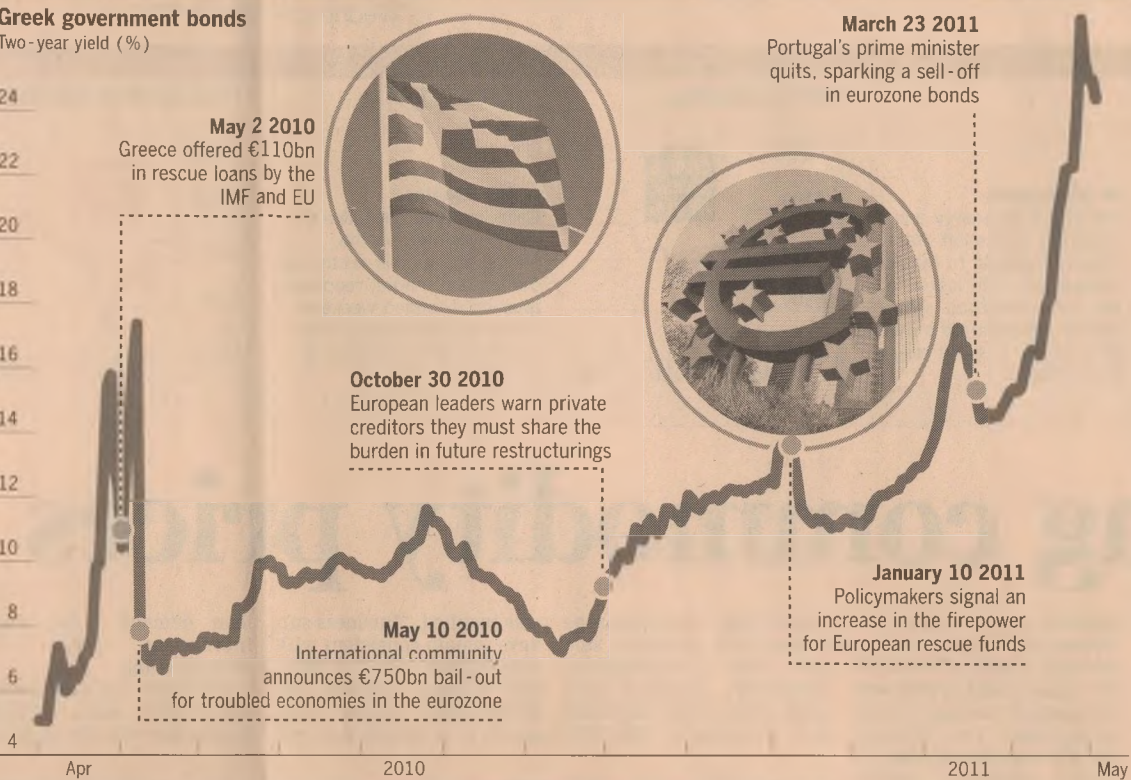 Greek government bonds
Two-year yield (%)
24
22
20
18
16
14
12
10
8
6
4
May 2 2010
Greece offered €110bn
in rescue loans by the
IMF and EU
March 23 2011
Portugal's prime minister
quits, sparking a sell-off
in eurozone bonds
October 30 2010
European leaders warn private
creditors they must share the
burden in future restructurings
May 10 2010
International community
announces €750bn bail-out
for troubled economies in the eurozone
January 10 2011
Policymakers signal an
increase in the firepower
for European rescue funds
Apr 2010 2011 May